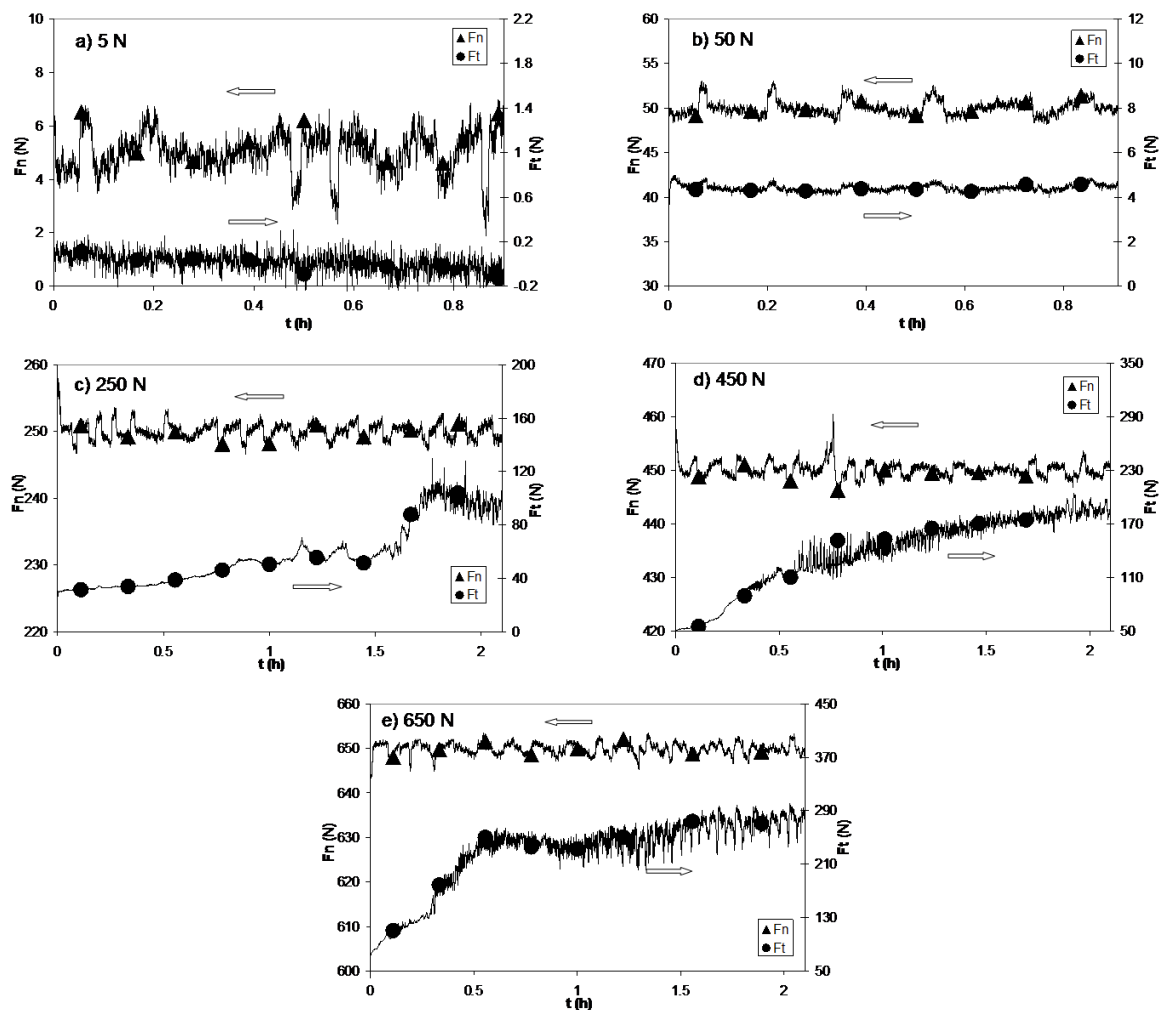 a) 5 N
Fn
Ft
10
8
6
4
2
0
Fn (N)
2.2
1.8
1.4
1
0.6
0.2
-0.2
Ft (N)
0 0.2 0.4 0.6 0.8
t (h)
b) 50 N
Fn
Ft
60
55
50
45
40
35
30
Fn (N)
12
10
8
6
4
2
0
Ft (N)
0 0.2 0.4 0.6 0.8
t (h)
c) 250 N
Fn
Ft
260
250
240
230
220
Fn (N)
200
160
120
80
40
0
Ft (N)
0 0.5 1 1.5 2
t (h)
d) 450 N
Fn
Ft
470
460
450
440
430
420
Fn (N)
350
290
230
170
110
50
Ft (N)
0 0.5 1 1.5 2
t (h)
e) 650 N
Fn
Ft
660
650
640
630
620
610
600
Fn (N)
450
370
290
210
130
50
Ft (N)
0 0.5 1 1.5 2
t (h)